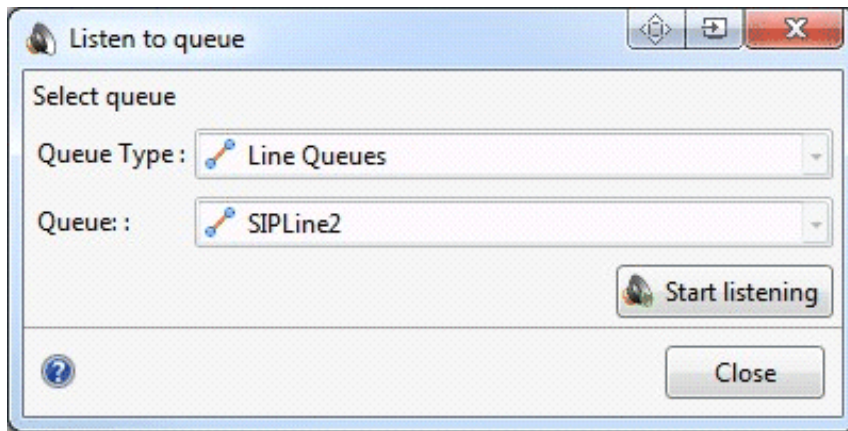 Listen to queue
Select queue
Queue Type : Line Queues
Queue: : SIPLine2
Start listening
Close